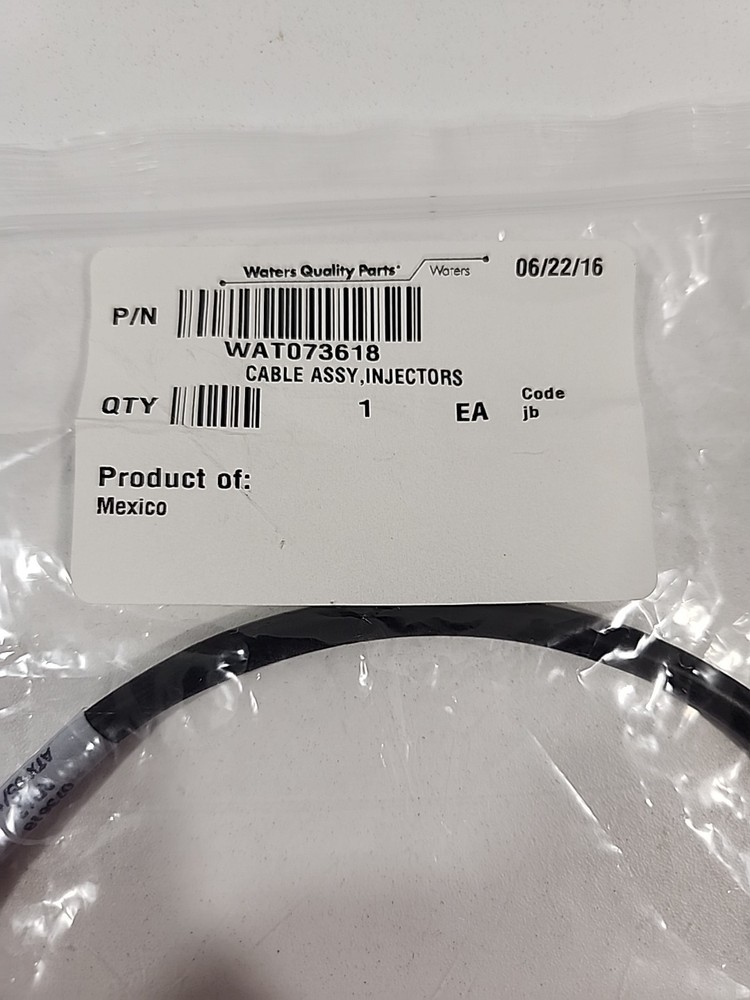 Waters Quality Parts Waters 06/22/16
P/N
WAT073618
CABLE ASSY,INJECTORS
QTY 1 EA Code
jb
Product of:
Mexico
ATX